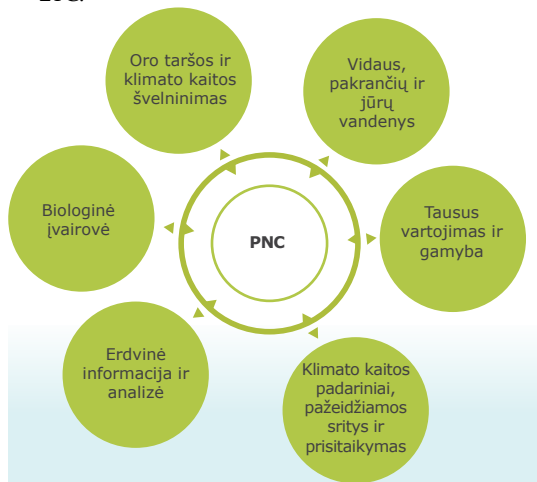 Oro taršos ir
klimato kaitos
švelninimas
Vidaus,
pakrančių ir
jūrų
vandenys
Biologinė
įvairovė
PNC
Tausus
vartojimas ir
gamyba
Erdvinė
informacija ir
analizė
Klimato kaitos
padariniai,
pažeidžiamos
sritys ir
prisitaikymas